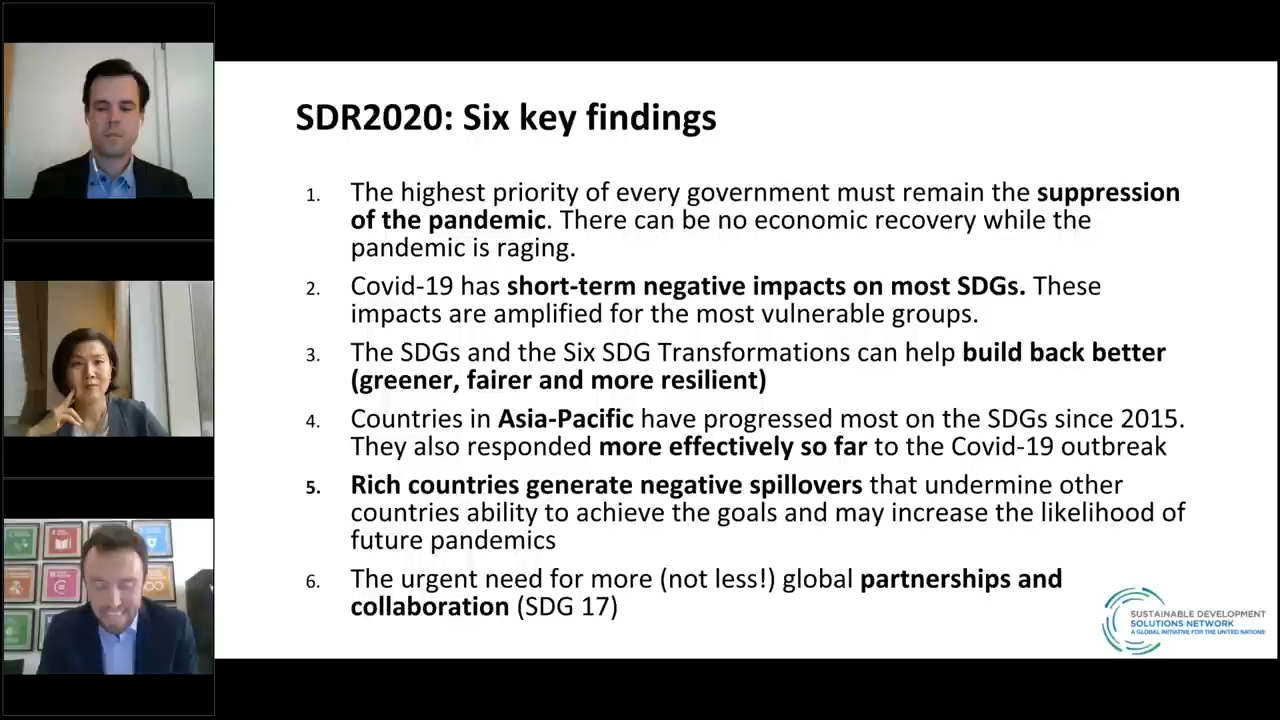 SDR2020: Six key findings
1. The highest priority of every government must remain the suppression
of the pandemic. There can be no economic recovery while the
pandemic is raging.
2. Covid-19 has short-term negative impacts on most SDGs. These
impacts are amplified for the most vulnerable groups.
3. The SDGs and the Six SDG Transformations can help build back better
(greener, fairer and more resilient)
4. Countries in Asia-Pacific have progressed most on the SDGs since 2015.
They also responded more effectively so far to the Covid-19 outbreak
5. Rich countries generate negative spillovers that undermine other
countries ability to achieve the goals and may increase the likelihood of
future pandemics
6. The urgent need for more (not less!) global partnerships and
collaboration (SDG 17)
SUSTAINABLE DEVELOPMENT
SOLUTIONS NETWORK
A GLOBAL INITIATIVE FOR THE UNITED NATIONS